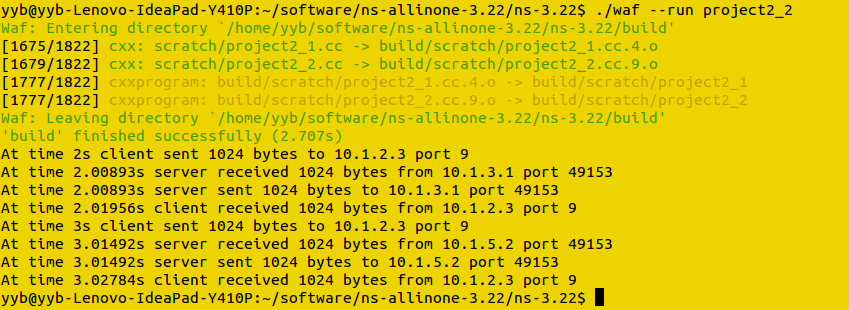 yyb@yyb-Lenovo-IdeaPad-Y410P:~/software/ns-allinone-3.22/ns-3.22$ ./waf --run project2_2
Waf: Entering directory `/home/yyb/software/ns-allinone-3.22/ns-3.22/build'
[1675/1822] cxx: scratch/project2_1.cc -> build/scratch/project2_1.cc.4.o
[1679/1822] cxx: scratch/project2_2.cc -> build/scratch/project2_2.cc.9.o
[1777/1822] cxxprogram: build/scratch/project2_1.cc.4.o -> build/scratch/project2_1
[1777/1822] cxxprogram: build/scratch/project2_2.cc.9.o -> build/scratch/project2_2
Waf: Leaving directory `/home/yyb/software/ns-allinone-3.22/ns-3.22/build'
'build' finished successfully (2.707s)
At time 2s client sent 1024 bytes to 10.1.2.3 port 9
At time 2.00893s server received 1024 bytes from 10.1.3.1 port 49153
At time 2.00893s server sent 1024 bytes to 10.1.3.1 port 49153
At time 2.01956s client received 1024 bytes from 10.1.2.3 port 9
At time 3s client sent 1024 bytes to 10.1.2.3 port 9
At time 3.01492s server received 1024 bytes from 10.1.5.2 port 49153
At time 3.01492s server sent 1024 bytes to 10.1.5.2 port 49153
At time 3.02784s client received 1024 bytes from 10.1.2.3 port 9
yyb@yyb-Lenovo-IdeaPad-Y410P:~/software/ns-allinone-3.22/ns-3.22$